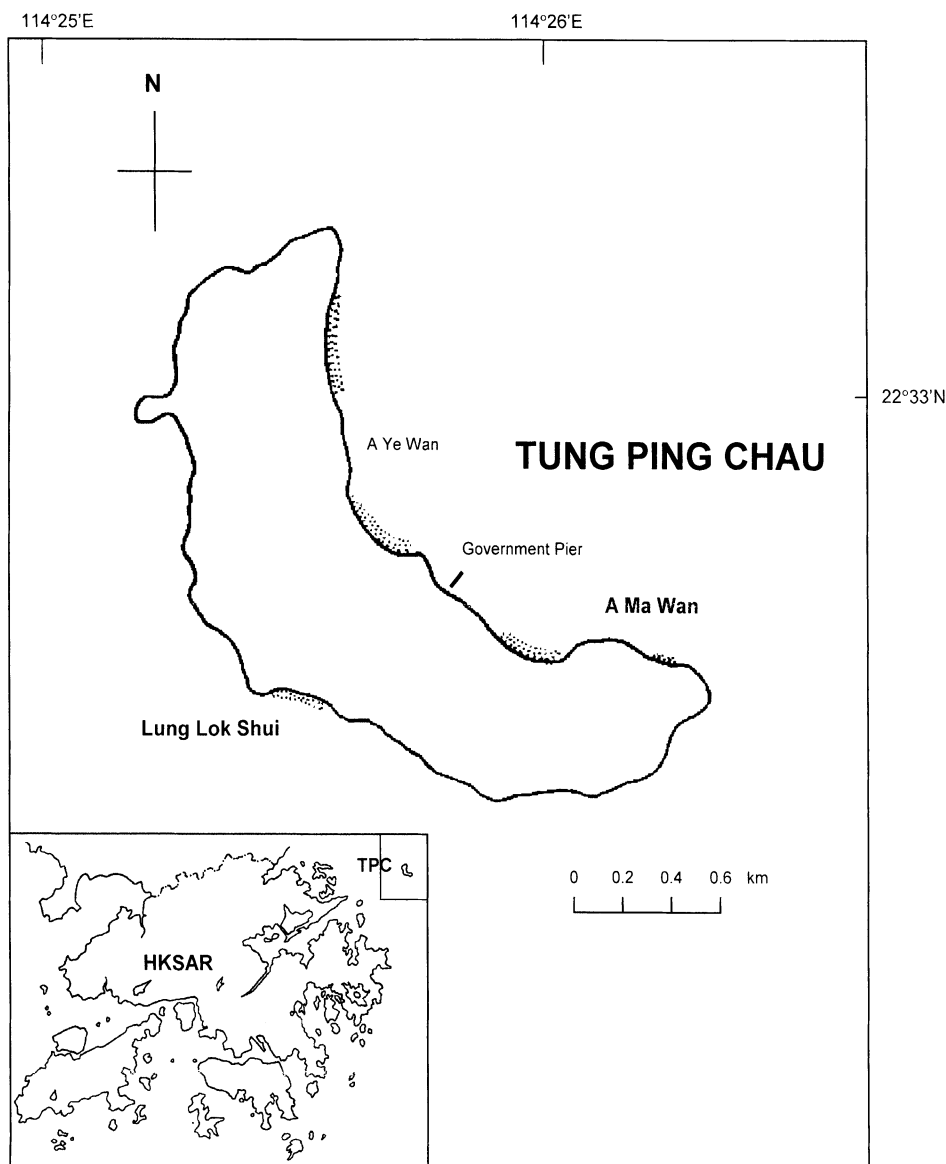 114°25'E
114°26'E
N
22°33'N
A Ye Wan
TUNG PING CHAU
Government Pier
A Ma Wan
Lung Lok Shui
TPC
HKSAR
0 0.2 0.4 0.6 km